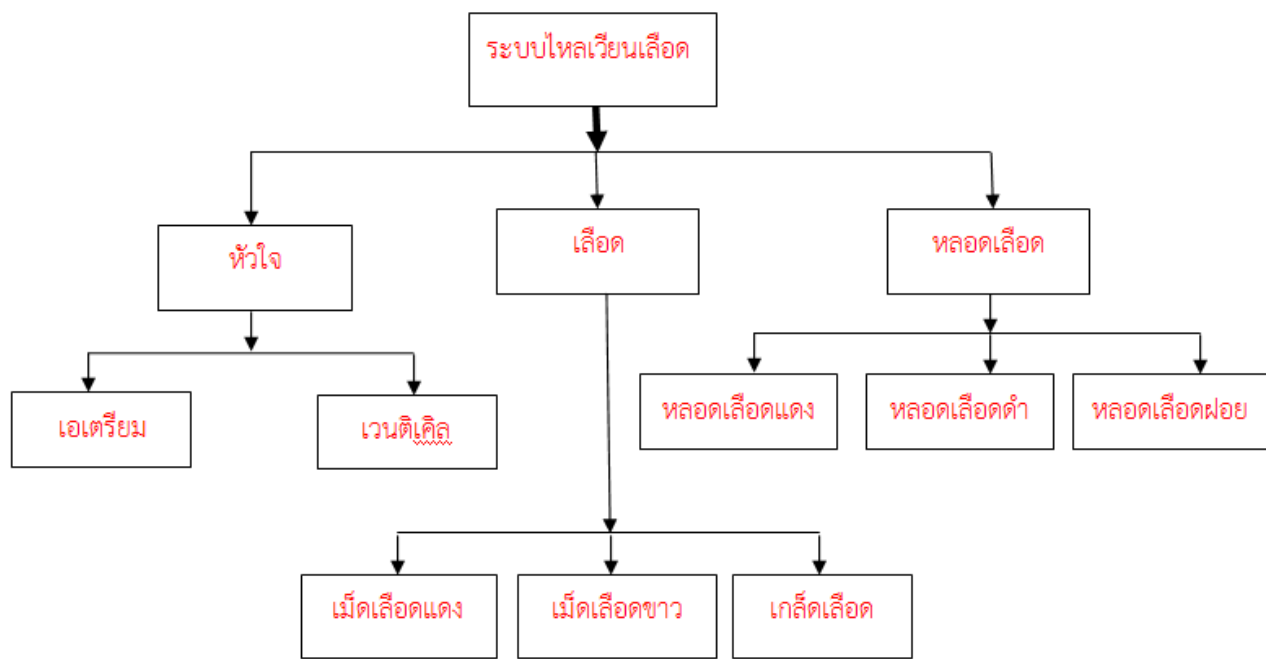 ระบบไหลเวียนเลือด
หัวใจ
เลือด
หลอดเลือด
เอเตรียม
เวนติเคิล
หลอดเลือดแดง
หลอดเลือดดำ
หลอดเลือดฝอย
เม็ดเลือดแดง
เม็ดเลือดขาว
เกล็ดเลือด